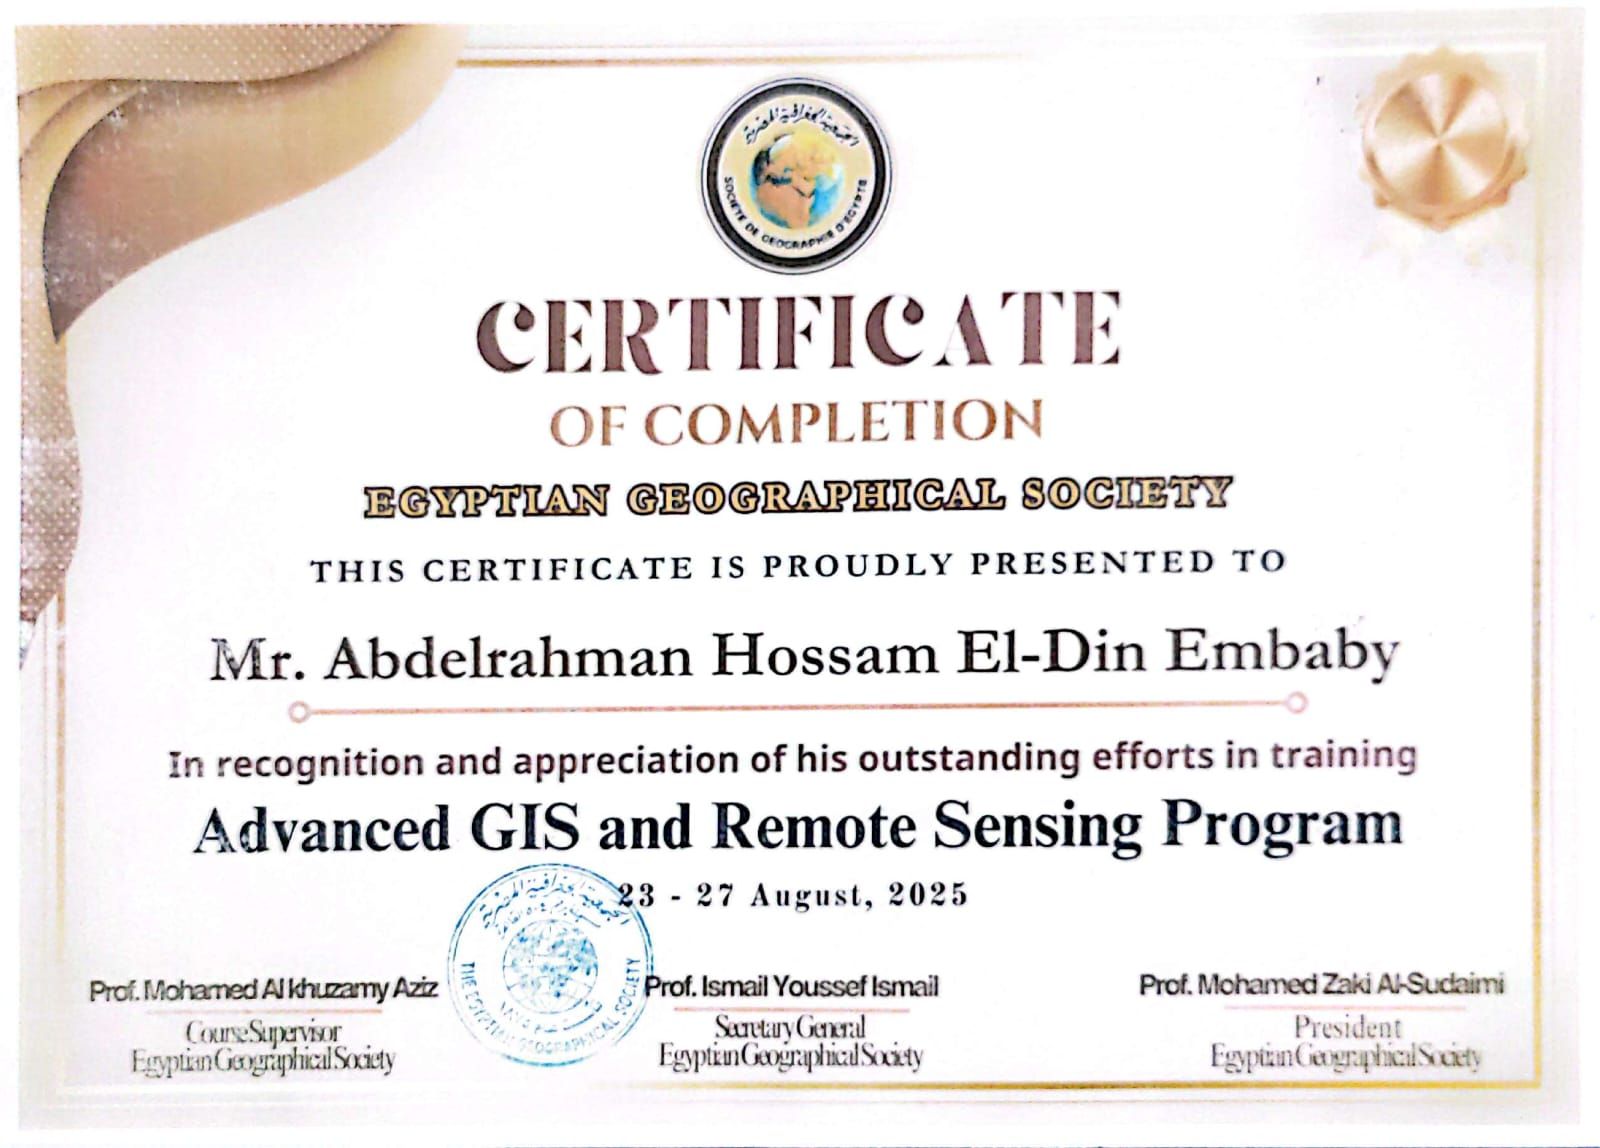 الجمعية الجغرافية المصرية
SOCIETE DE GEOGRAPHIE D'EGYPTE
CERTIFICATE
OF COMPLETION
EGYPTIAN GEOGRAPHICAL SOCIETY
THIS CERTIFICATE IS PROUDLY PRESENTED TO
Mr. Abdelrahman Hossam El-Din Embaby
In recognition and appreciation of his outstanding efforts in training
Advanced GIS and Remote Sensing Program
23 - 27 August, 2025
الجمعية الجغرافية المصرية
THE EGYPTIAN GEOGRAPHICAL SOCIETY
Prof. Mohamed Al khuzamy Aziz
Course Supervisor
Egyptian Geographical Society
Prof. Ismail Youssef Ismail
Secretary General
Egyptian Geographical Society
Prof. Mohamed Zaki Al-Sudaimi
President
Egyptian Geographical Society